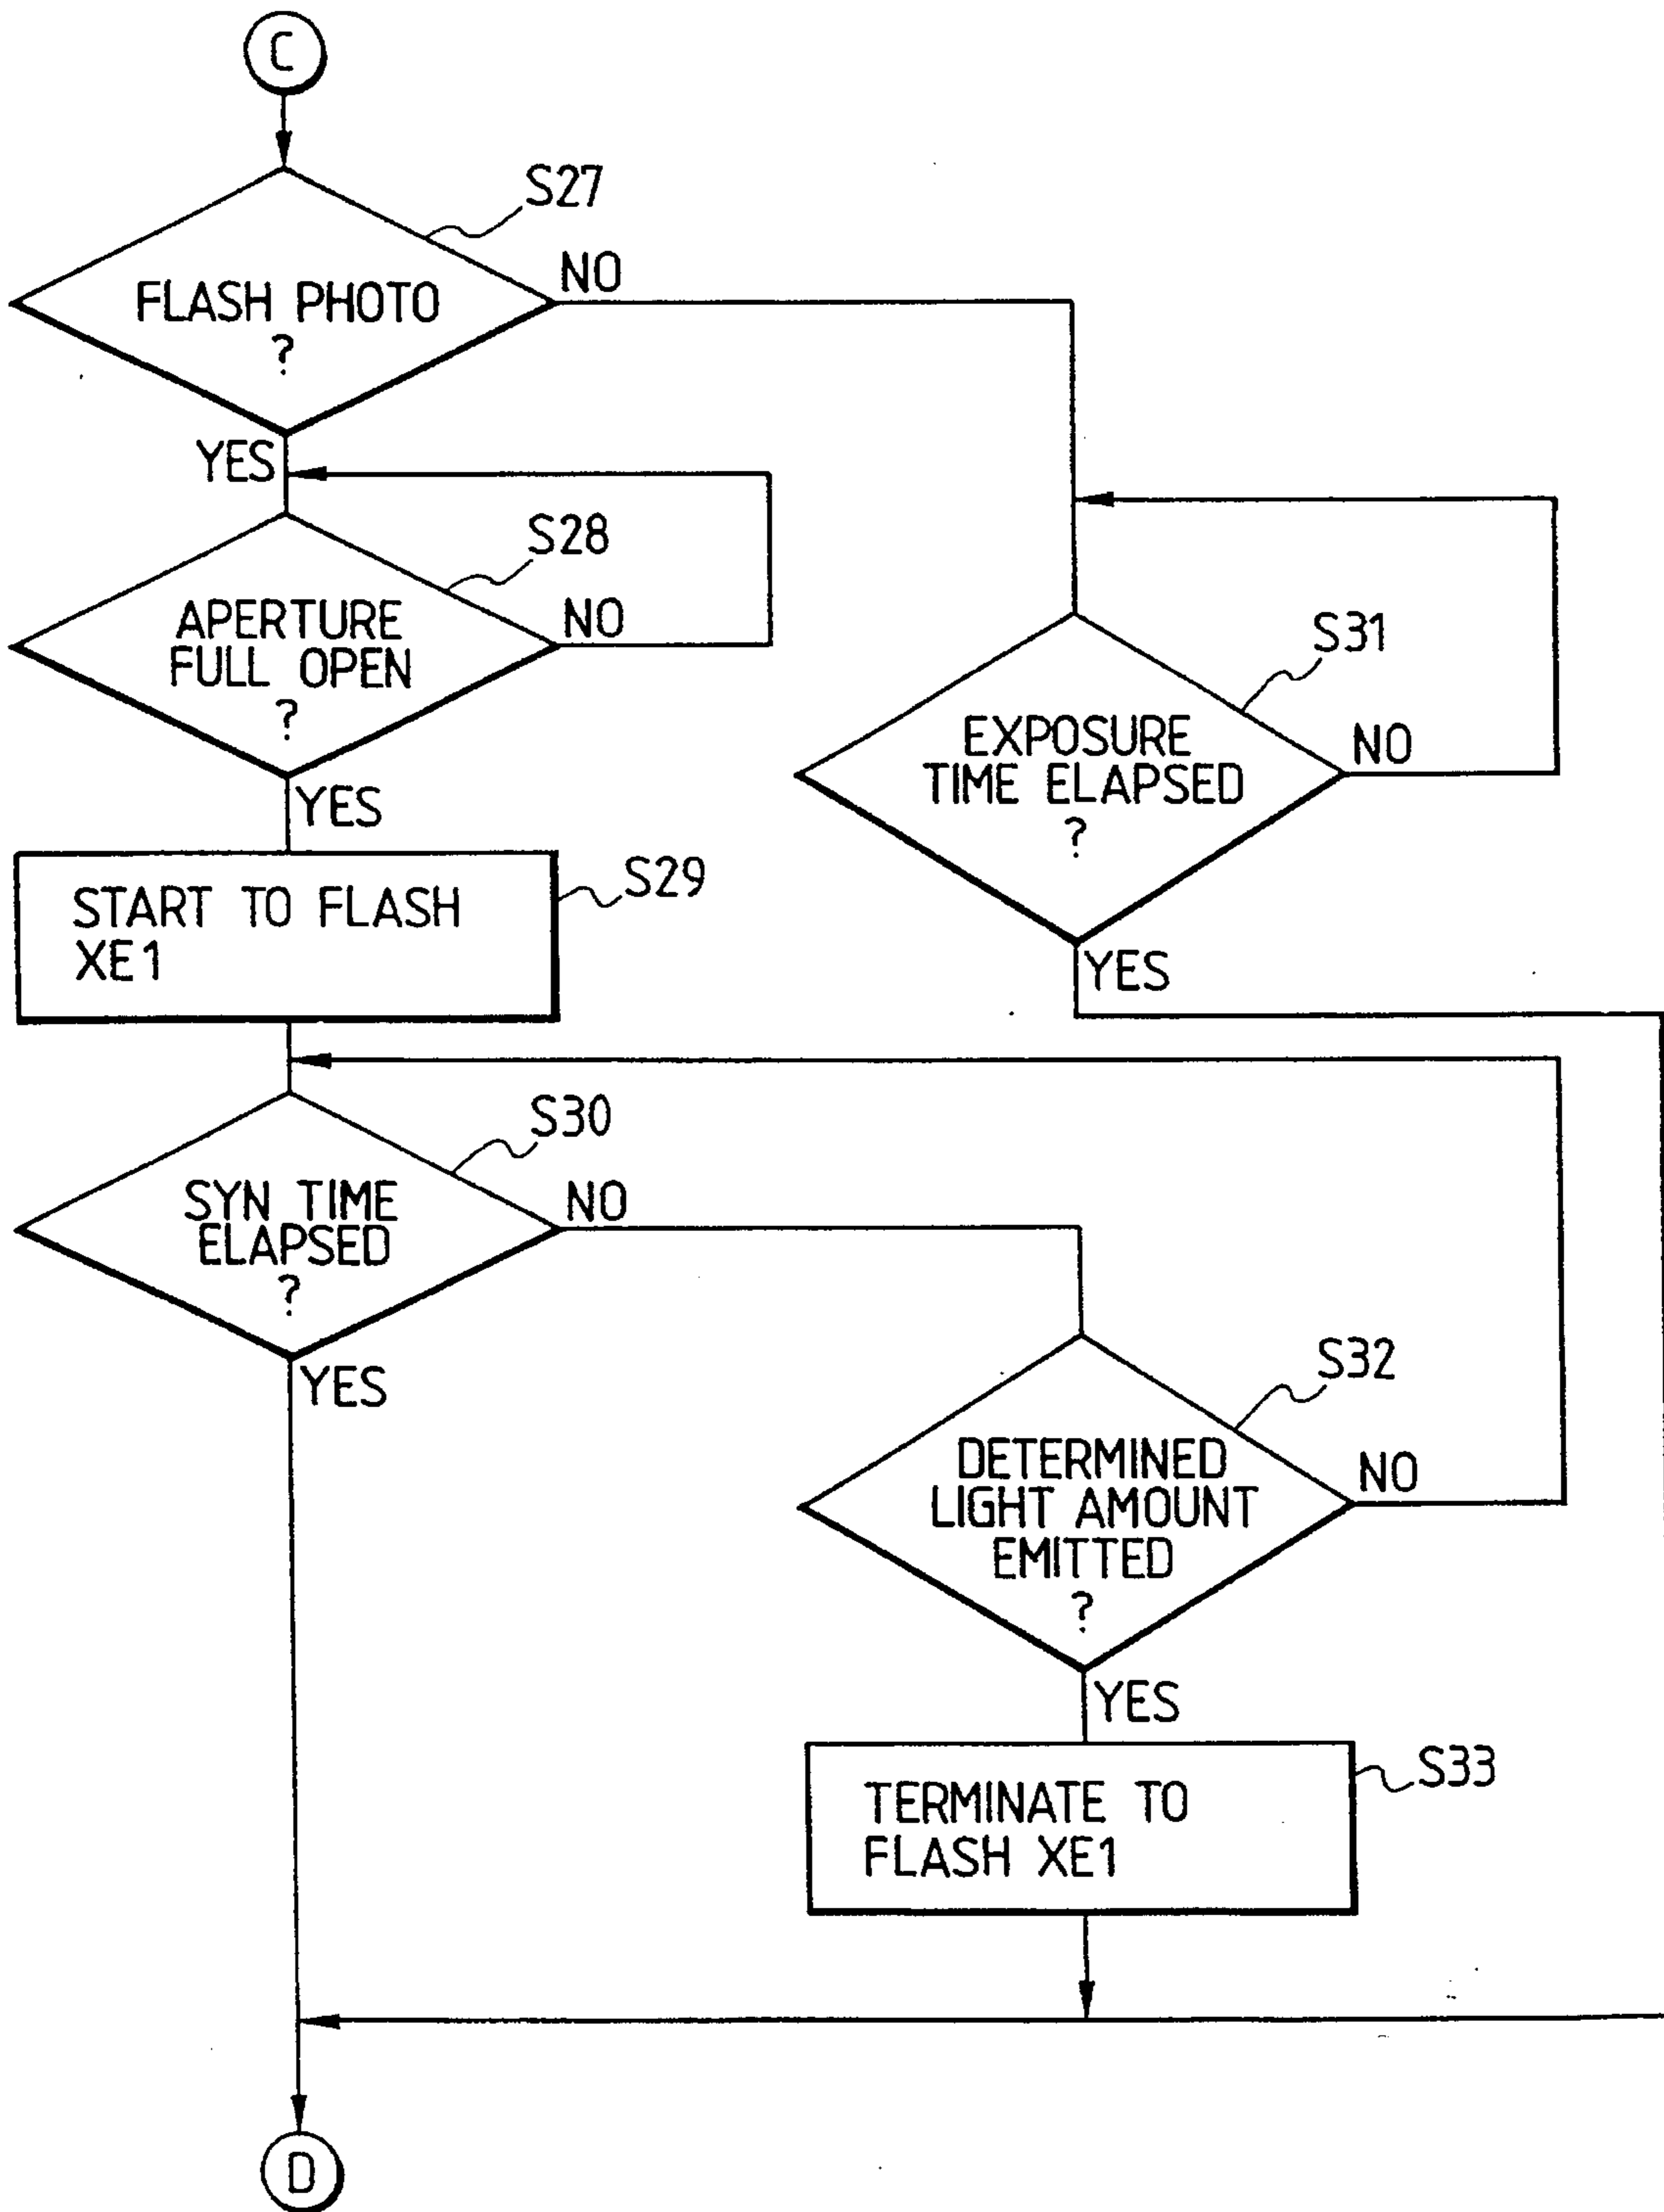 C
S27
FLASH PHOTO
?
NO
YES
S28
APERTURE
FULL OPEN
?
NO
YES
S29
START TO FLASH
XE1
S31
EXPOSURE
TIME ELAPSED
?
NO
YES
S30
SYN TIME
ELAPSED
?
NO
YES
S32
DETERMINED
LIGHT AMOUNT
EMITTED
?
NO
YES
S33
TERMINATE TO
FLASH XE1
D